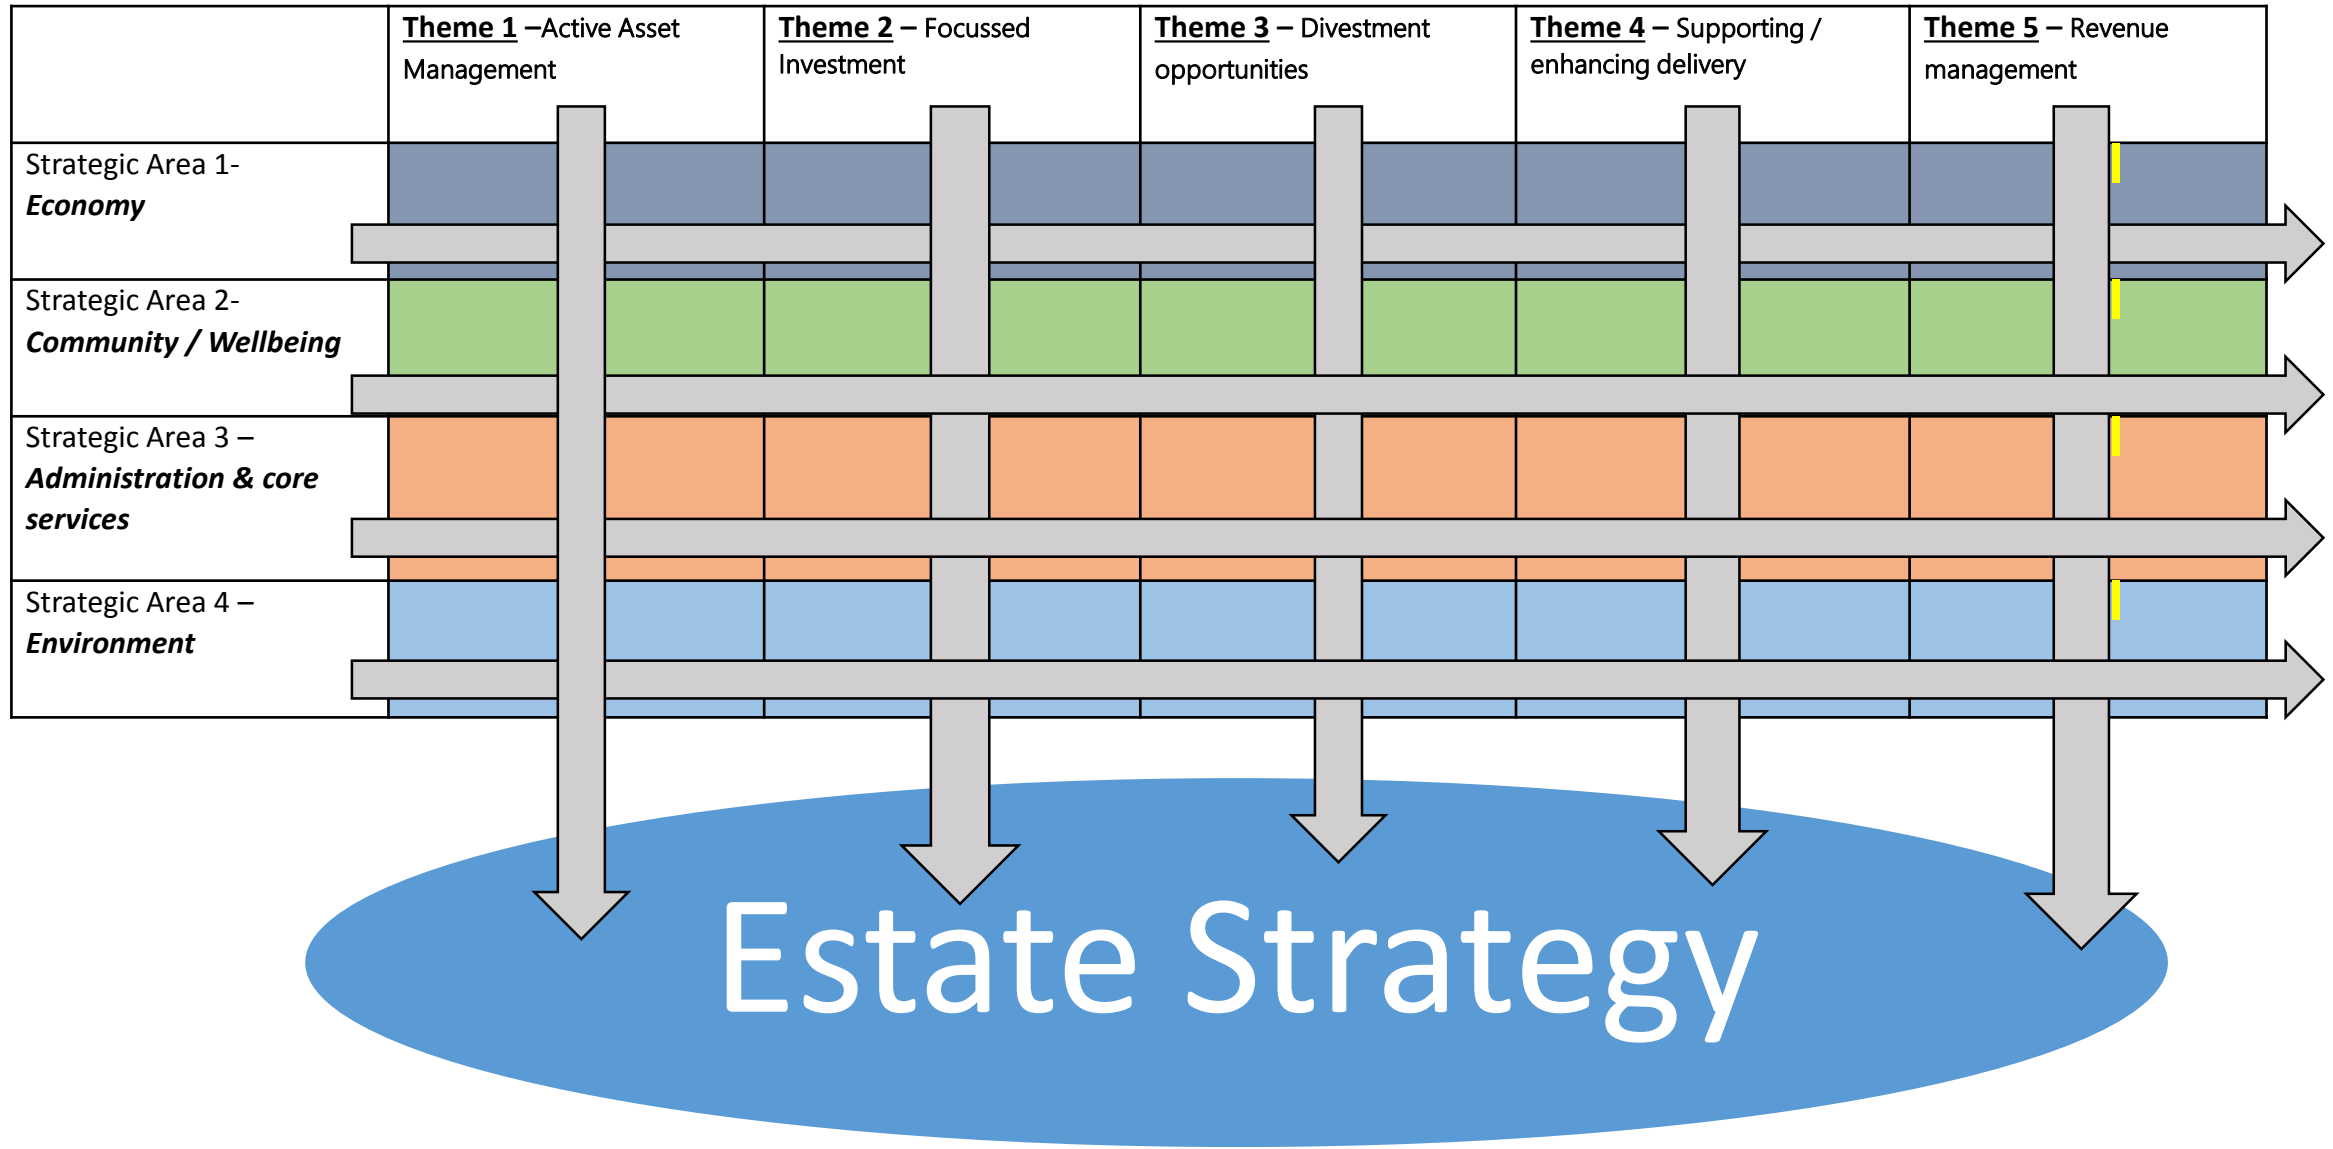 Theme 1 –Active Asset
Management
Theme 2 – Focussed
Investment
Theme 3 – Divestment
opportunities
Theme 4 – Supporting /
enhancing delivery
Theme 5 – Revenue
management
Strategic Area 1-
Economy
Strategic Area 2-
Community / Wellbeing
Strategic Area 3 –
Administration & core
services
Strategic Area 4 –
Environment
Estate Strategy